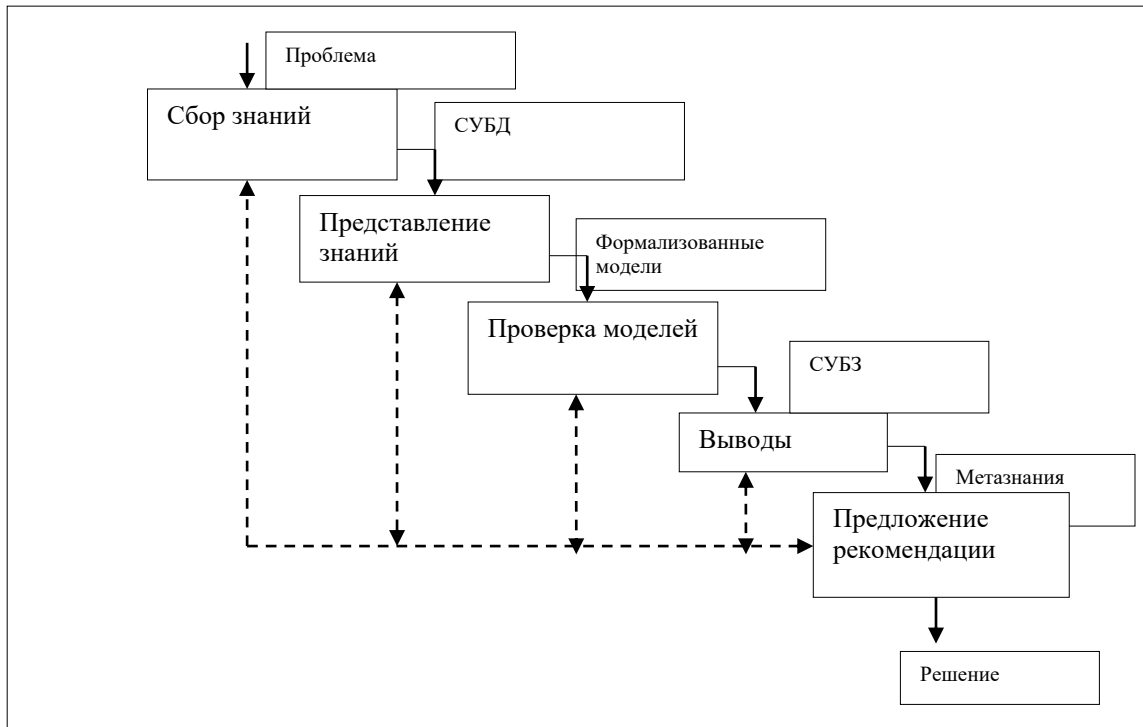 Проблема
Сбор знаний
СУБД
Представление
знаний
Формализованные
модели
Проверка моделей
СУБЗ
Выводы
Метазнания
Предложение
рекомендации
Решение